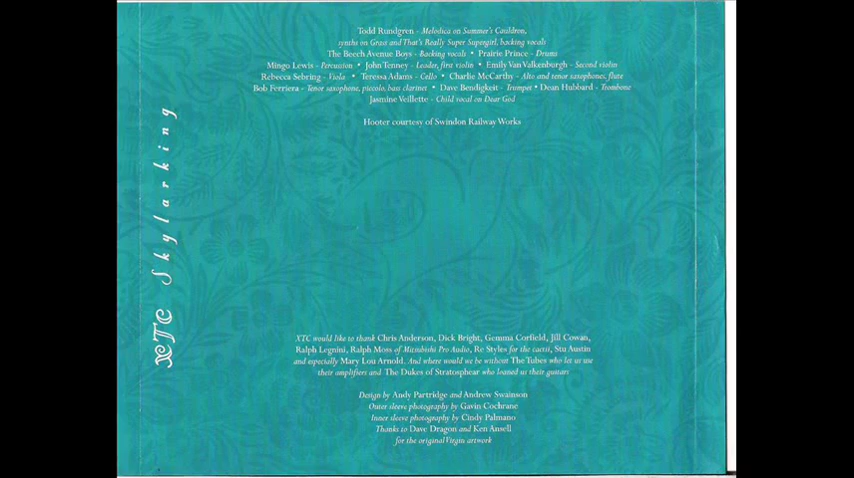 XTC Skylarking
Todd Rundgren - Melodica on Summer's Cauldron,
synths on Grass and That's Really Super Supergirl, backing vocals
The Beech Avenue Boys - Backing vocals • Prairie Prince - Drums
Mingo Lewis - Percussion • John Tenney - Leader, first violin • Emily Van Valkenburgh - Second violin
Rebecca Sebring - Viola • Teressa Adams - Cello • Charlie McCarthy - Alto and tenor saxophones, flute
Bob Ferriera - Tenor saxophone, piccolo, bass clarinet • Dave Bendigkeit - Trumpet • Dean Hubbard - Trombone
Jasmine Veillette - Child vocal on Dear God
Hooter courtesy of Swindon Railway Works
XTC would like to thank Chris Anderson, Dick Bright, Gemma Corfield, Jill Cowan,
Ralph Legnini, Ralph Moss of Mitsubishi Pro Audio, Re Styles for the cacti, Stu Austin
and especially Mary Lou Arnold. And where would we be without The Tubes who let us use
their amplifiers and The Dukes of Stratosphear who loaned us their guitars
Design by Andy Partridge and Andrew Swainson
Outer sleeve photography by Gavin Cochrane
Inner sleeve photography by Cindy Palmano
Thanks to Dave Dragon and Ken Ansell
for the original Virgin artwork